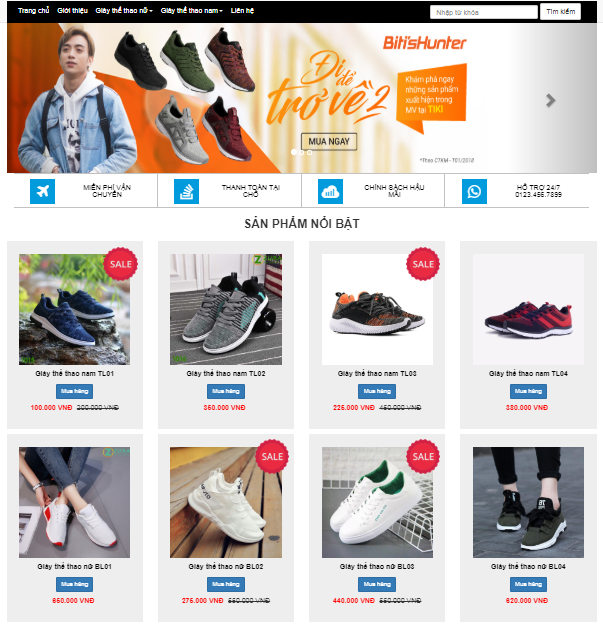 Trang chủ Giới thiệu Giày thể thao nữ Giày thể thao nam Liên hệ Nhập từ khóa Tìm kiếm
Biti'sHunter
Đi để trở về 2
Khám phá ngay
những sản phẩm
xuất hiện trong
MV tại TIKI
MUA NGAY
*Theo CTKM - T01/2018
MIỄN PHÍ VẬN CHUYỂN
THANH TOÁN TẠI CHỖ
CHÍNH SÁCH HẬU MÃI
HỖ TRỢ 24/7
0123.456.7899
SẢN PHẨM NỔI BẬT
SALE
SALE
Giày thể thao nam TL01
Giày thể thao nam TL02
Giày thể thao nam TL03
Giày thể thao nam TL04
Mua hàng
Mua hàng
Mua hàng
Mua hàng
100.000 VNĐ 200.000 VNĐ
350.000 VNĐ
225.000 VNĐ 450.000 VNĐ
380.000 VNĐ
SALE
SALE
Giày thể thao nữ BL01
Giày thể thao nữ BL02
Giày thể thao nữ BL03
Giày thể thao nữ BL04
Mua hàng
Mua hàng
Mua hàng
Mua hàng
650.000 VNĐ
275.000 VNĐ 550.000 VNĐ
440.000 VNĐ 550.000 VNĐ
620.000 VNĐ